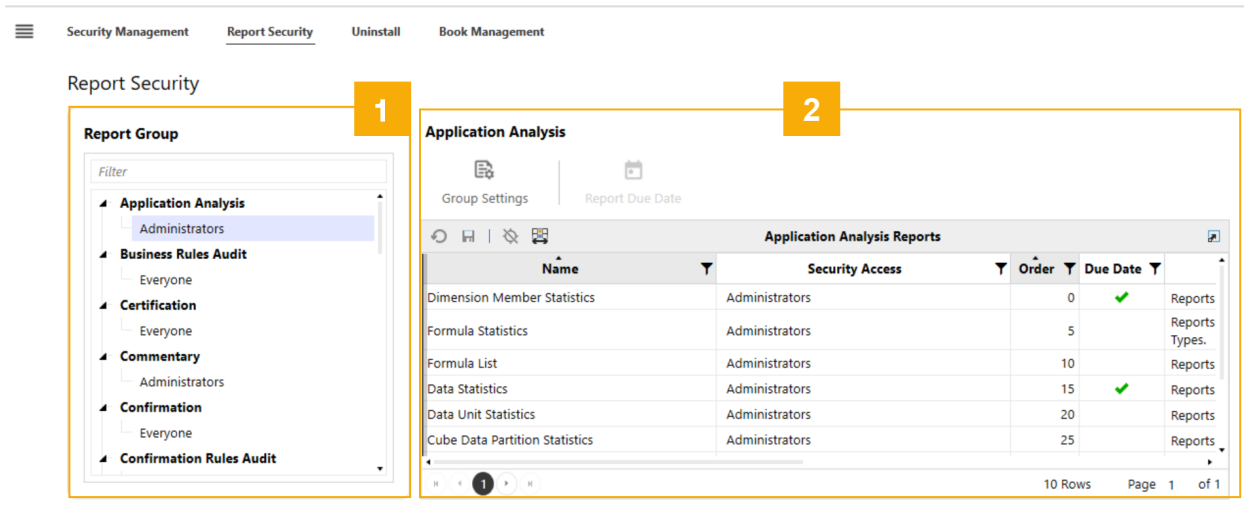 Security Management Report Security Uninstall Book Management
Report Security
1
Report Group
Filter
Application Analysis
Administrators
Business Rules Audit
Everyone
Certification
Everyone
Commentary
Administrators
Confirmation
Everyone
Confirmation Rules Audit
2
Application Analysis
Group Settings Report Due Date
Application Analysis Reports
Name Security Access Order Due Date
Dimension Member Statistics Administrators 0 Reports
Formula Statistics Administrators 5 Reports
Types.
Formula List Administrators 10 Reports
Data Statistics Administrators 15 Reports
Data Unit Statistics Administrators 20 Reports
Cube Data Partition Statistics Administrators 25 Reports
1 10 Rows Page 1 of 1